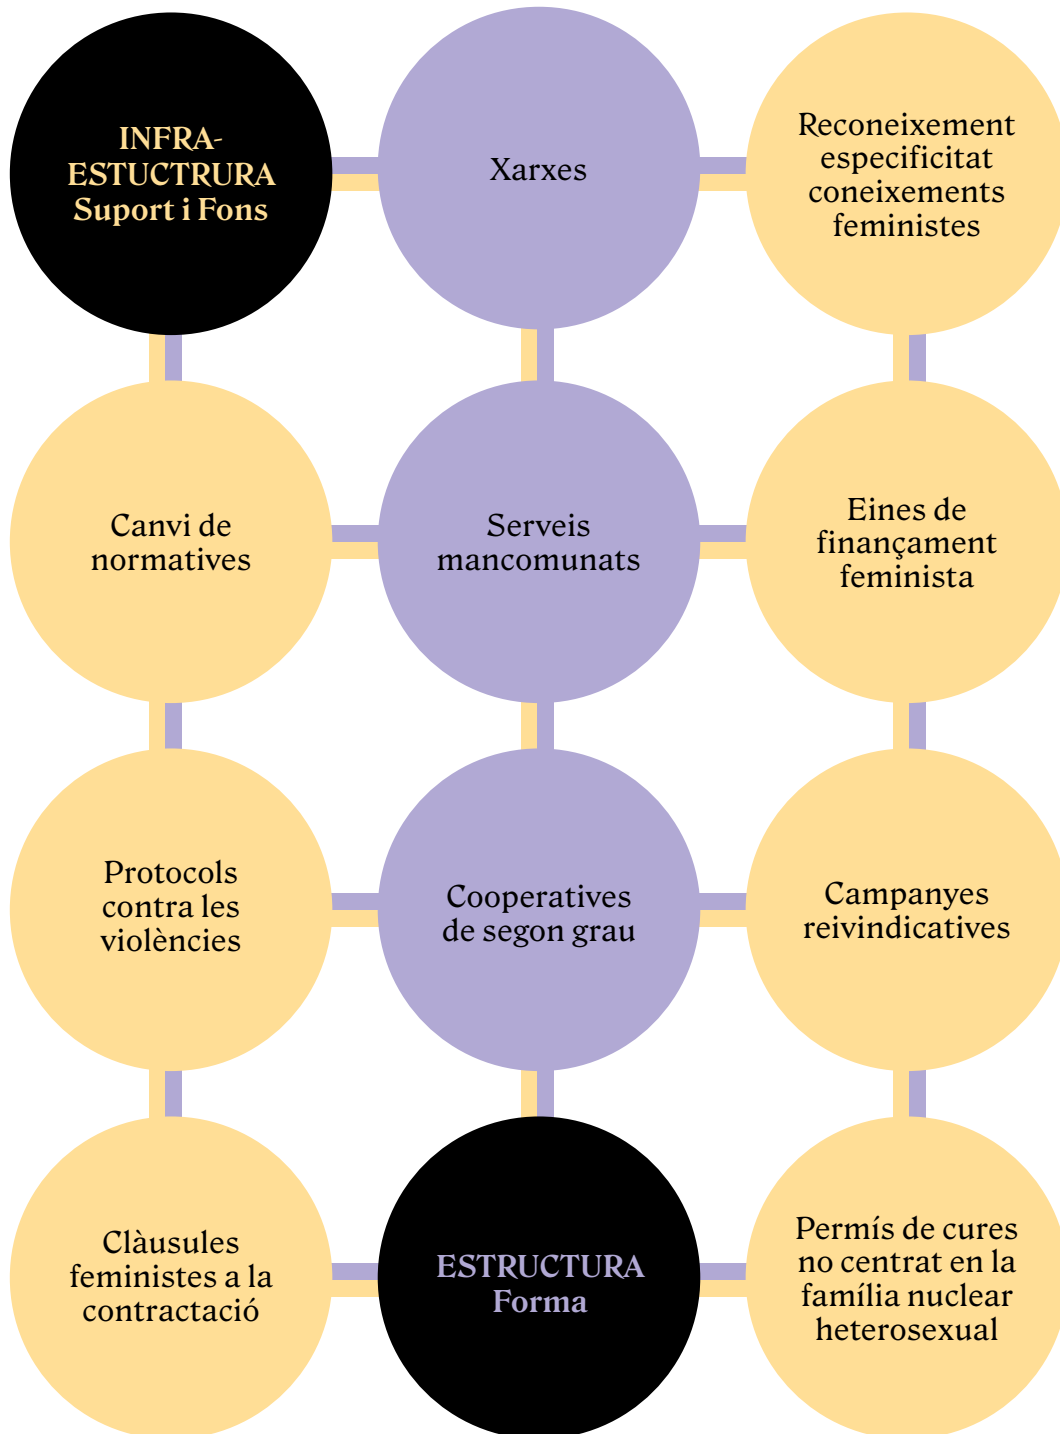 INFRA-
ESTUCTRURA
Suport i Fons
Xarxes
Reconeixement
especificitat
coneixements
feministes
Canvi de
normatives
Serveis
mancomunats
Eines de
finançament
feminista
Protocols
contra les
violències
Cooperatives
de segon grau
Campanyes
reivindicatives
Clàusules
feministes a la
contractació
ESTRUCTURA
Forma
Permís de cures
no centrat en la
família nuclear
heterosexual